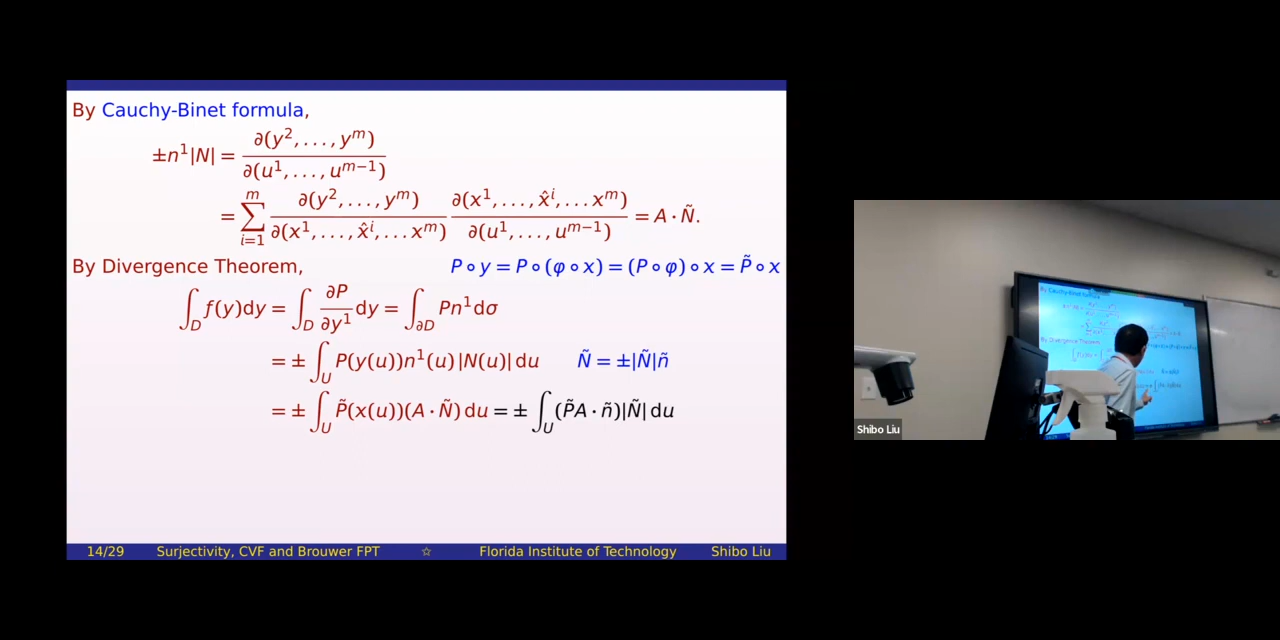 By Cauchy-Binet formula,
±n¹|N| = ∂(y², . . . , yᵐ) / ∂(u¹, . . . , uᵐ⁻¹)
= ∑ᵢ₌₁ᵐ ∂(y², . . . , yᵐ) / ∂(x¹, . . . , x̂ⁱ, . . . xᵐ) ∂(x¹, . . . , x̂ⁱ, . . . xᵐ) / ∂(u¹, . . . , uᵐ⁻¹) = A · Ñ.
By Divergence Theorem, P ∘ y = P ∘ (φ ∘ x) = (P ∘ φ) ∘ x = P̃ ∘ x
∫_D f(y)dy = ∫_D ∂P/∂y¹ dy = ∫_∂D Pn¹dσ
= ± ∫_U P(y(u))n¹(u)|N(u)| du Ñ = ±|Ñ|ñ
= ± ∫_U P̃(x(u))(A · Ñ) du = ± ∫_U (P̃A · ñ)|Ñ| du
14/29 Surjectivity, CVF and Brouwer FPT ☆ Florida Institute of Technology Shibo Liu
Shibo Liu